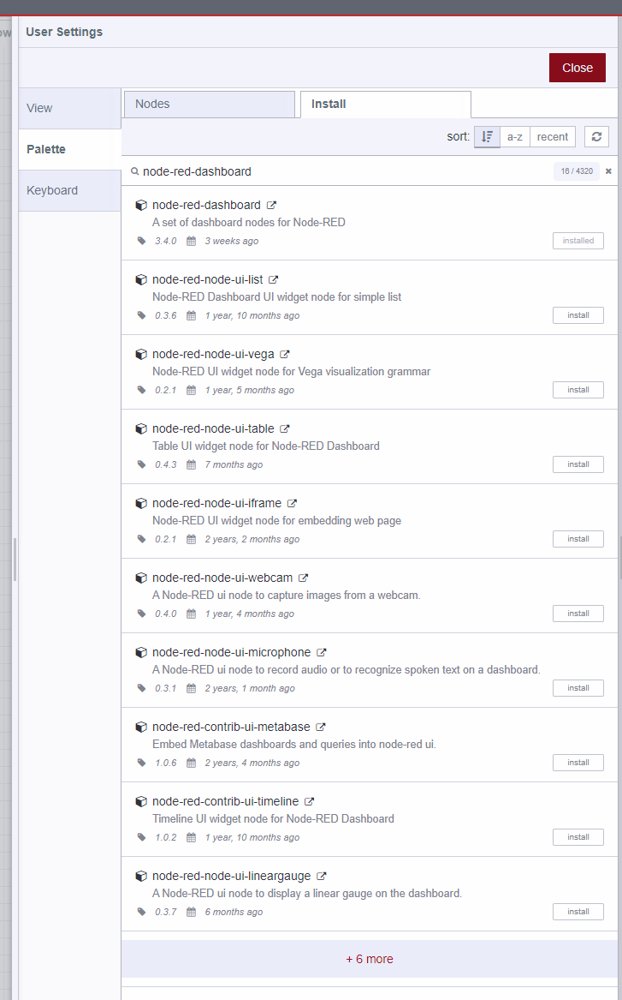 User Settings
Close
View
Palette
Keyboard
Nodes
Install
sort: a-z recent
node-red-dashboard 16 / 4320
node-red-dashboard
A set of dashboard nodes for Node-RED
3.4.0 3 weeks ago installed
node-red-node-ui-list
Node-RED Dashboard UI widget node for simple list
0.3.6 1 year, 10 months ago install
node-red-node-ui-vega
Node-RED UI widget node for Vega visualization grammar
0.2.1 1 year, 5 months ago install
node-red-node-ui-table
Table UI widget node for Node-RED Dashboard
0.4.3 7 months ago install
node-red-node-ui-iframe
Node-RED UI widget node for embedding web page
0.2.1 2 years, 2 months ago install
node-red-node-ui-webcam
A Node-RED ui node to capture images from a webcam.
0.4.0 1 year, 4 months ago install
node-red-node-ui-microphone
A Node-RED ui node to record audio or to recognize spoken text on a dashboard.
0.3.1 2 years, 1 month ago install
node-red-contrib-ui-metabase
Embed Metabase dashboards and queries into node-red ui.
1.0.6 2 years, 4 months ago install
node-red-contrib-ui-timeline
Timeline UI widget node for Node-RED Dashboard
1.0.2 1 year, 10 months ago install
node-red-node-ui-lineargauge
A Node-RED ui node to display a linear gauge on the dashboard.
0.3.7 6 months ago install
+ 6 more